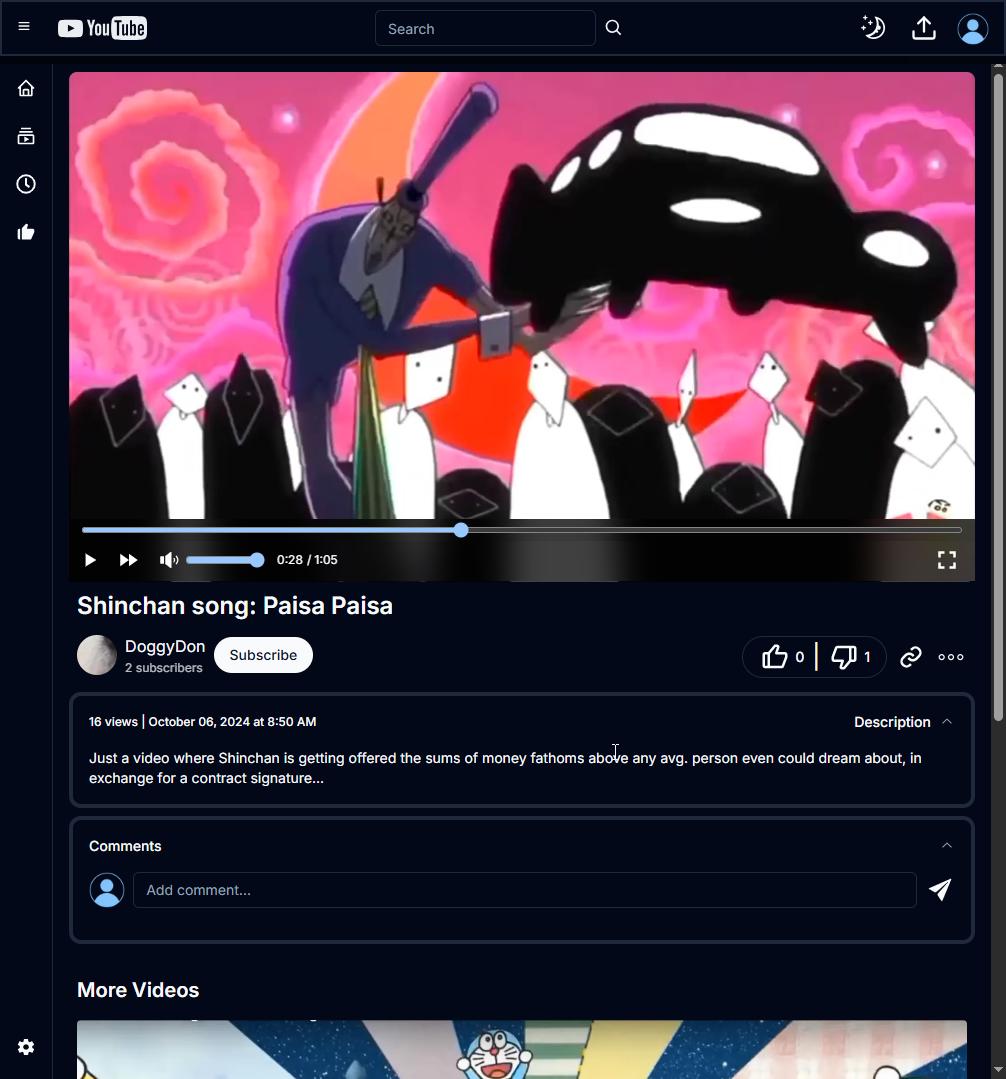 YouTube
Search
0:28 / 1:05
Shinchan song: Paisa Paisa
DoggyDon
2 subscribers
Subscribe
0
1
16 views | October 06, 2024 at 8:50 AM
Description
Just a video where Shinchan is getting offered the sums of money fathoms above any avg. person even could dream about, in
exchange for a contract signature...
Comments
Add comment...
More Videos